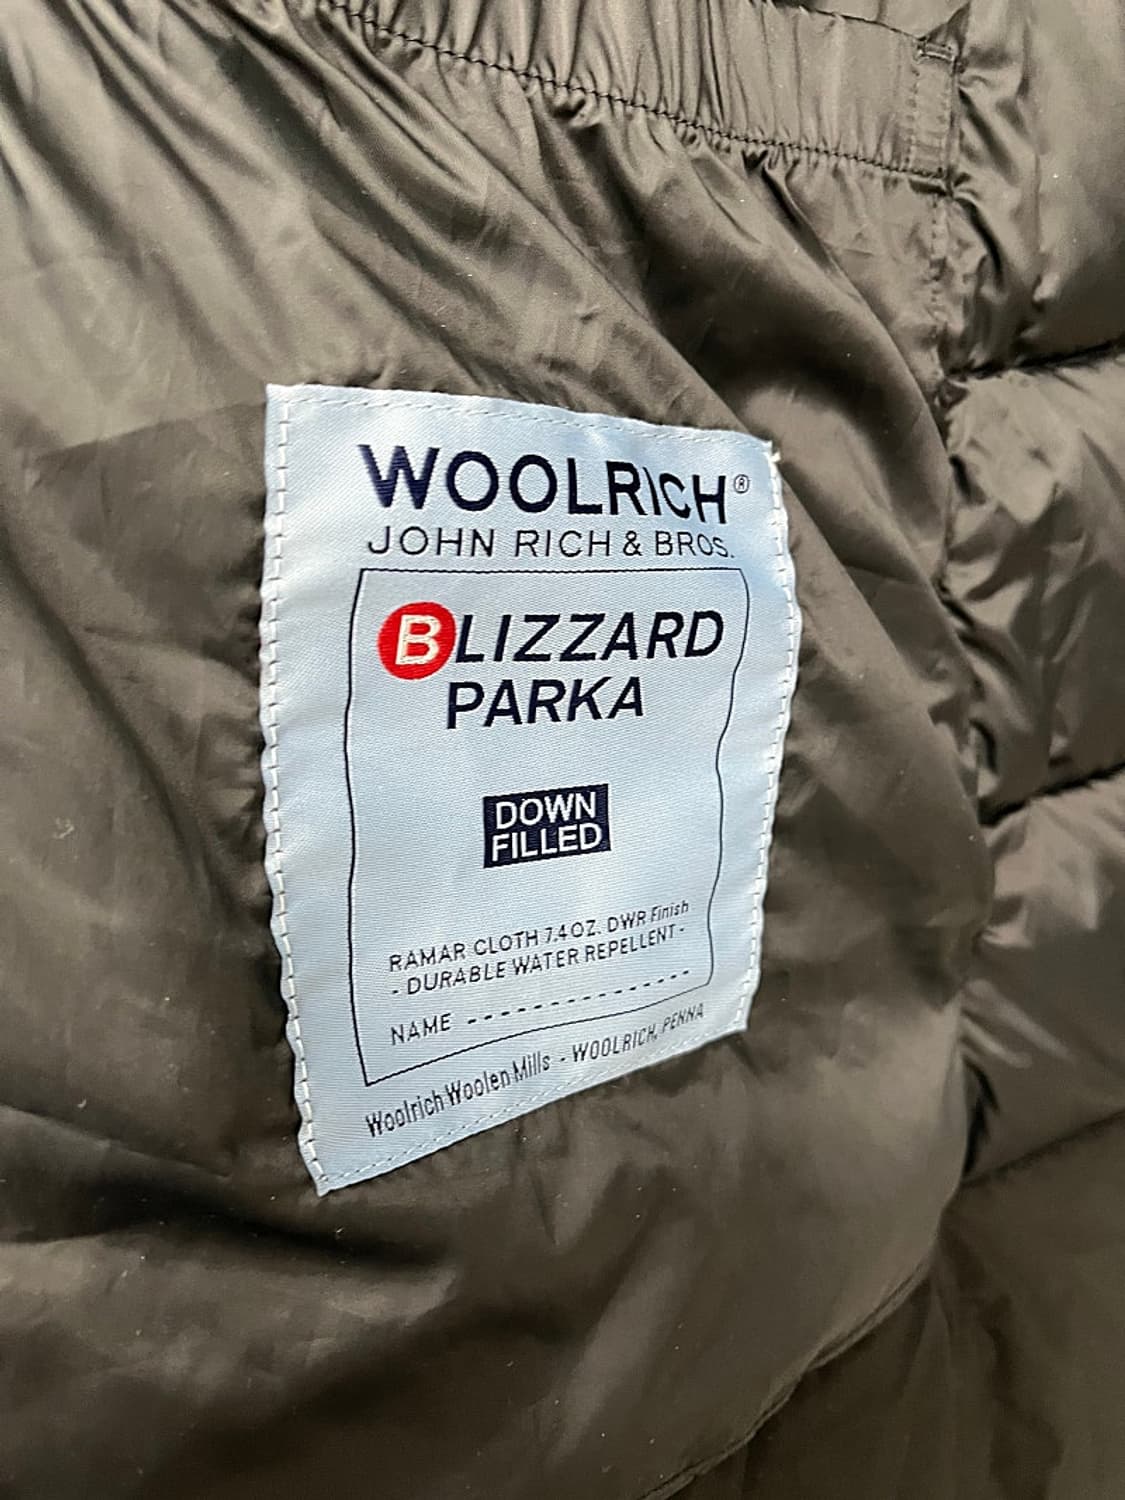 WOOLRICH®
JOHN RICH & BROS.
BLIZZARD
PARKA
DOWN
FILLED
RAMAR CLOTH 7.4 OZ. DWR Finish
- DURABLE WATER REPELLENT -
NAME - - - - - - - - - - - - -
Woolrich Woolen Mills - WOOLRICH, PENNA